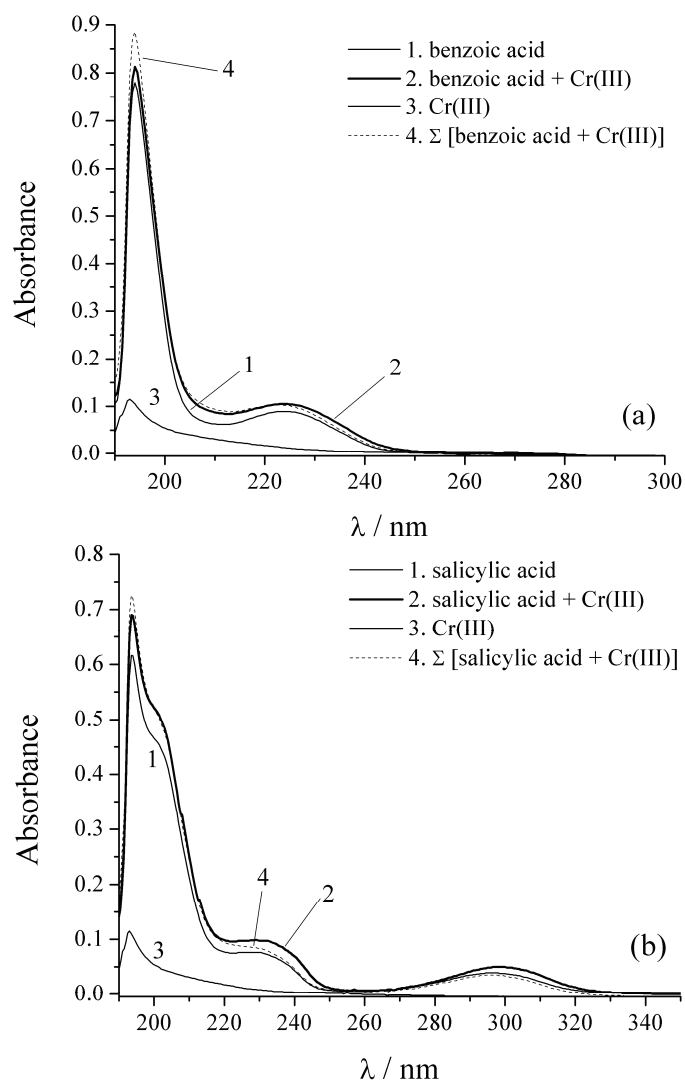 0.9
0.8
0.7
0.6
0.5
0.4
0.3
0.2
0.1
0.0
Absorbance
1. benzoic acid
2. benzoic acid + Cr(III)
3. Cr(III)
4. Σ [benzoic acid + Cr(III)]
4
1
2
3
(a)
200 220 240 260 280 300
λ / nm
0.8
0.7
0.6
0.5
0.4
0.3
0.2
0.1
0.0
Absorbance
1. salicylic acid
2. salicylic acid + Cr(III)
3. Cr(III)
4. Σ [salicylic acid + Cr(III)]
1
4
2
3
(b)
200 220 240 260 280 300 320 340
λ / nm